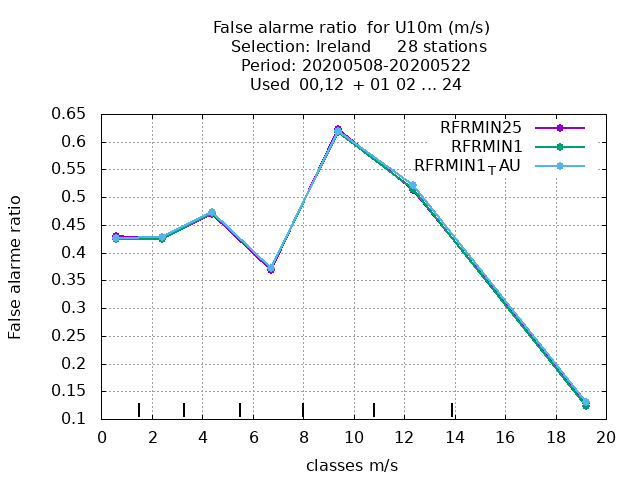 False alarme ratio  for U10m (m/s)
Selection: Ireland     28 stations
Period: 20200508-20200522
Used  00,12  + 01 02 ... 24
RFRMIN25
RFRMIN1
RFRMIN1TAU
0.65
0.6
0.55
0.5
0.45
0.4
0.35
0.3
0.25
0.2
0.15
0.1
False alarme ratio
0 2 4 6 8 10 12 14 16 18 20
classes m/s